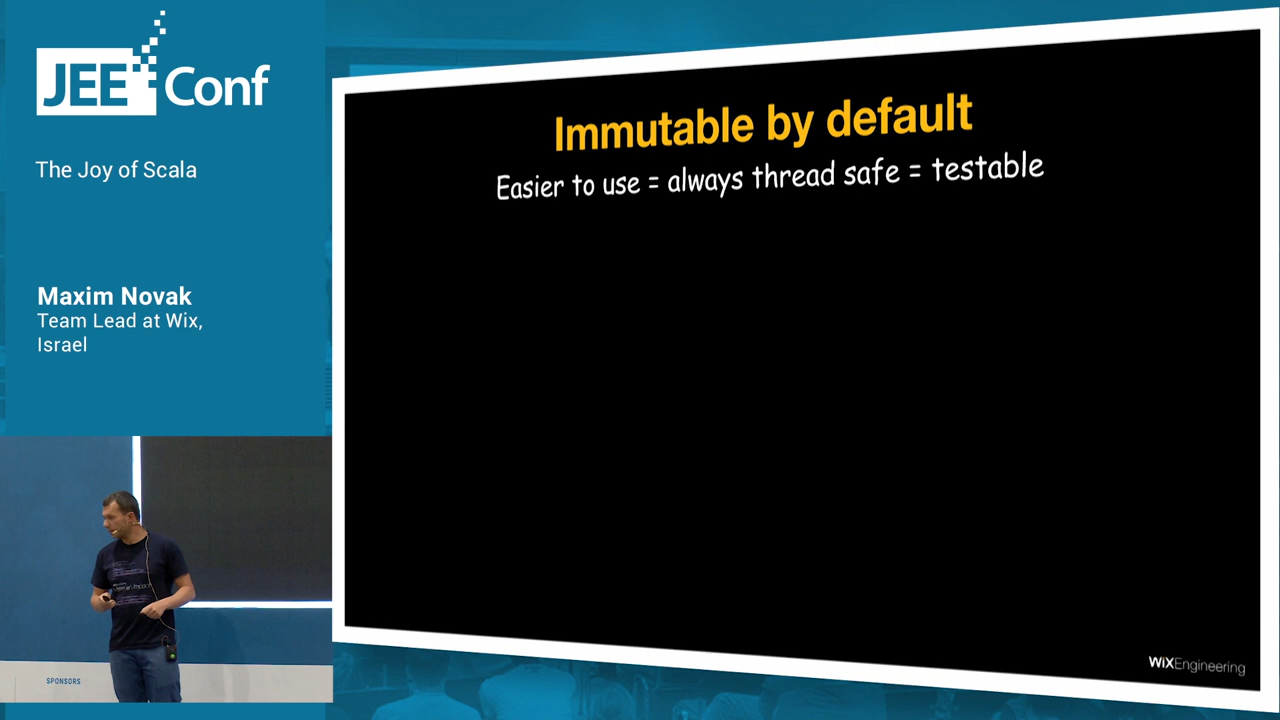 JEE Conf
The Joy of Scala
Maxim Novak
Team Lead at Wix,
Israel
Immutable by default
Easier to use = always thread safe = testable
SPONSORS
WiXEngineering